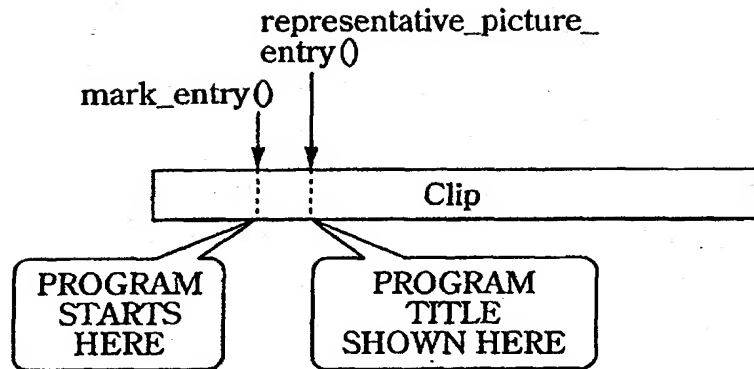 representative_picture_
entry()
mark_entry()
Clip
PROGRAM
STARTS
HERE
PROGRAM
TITLE
SHOWN HERE